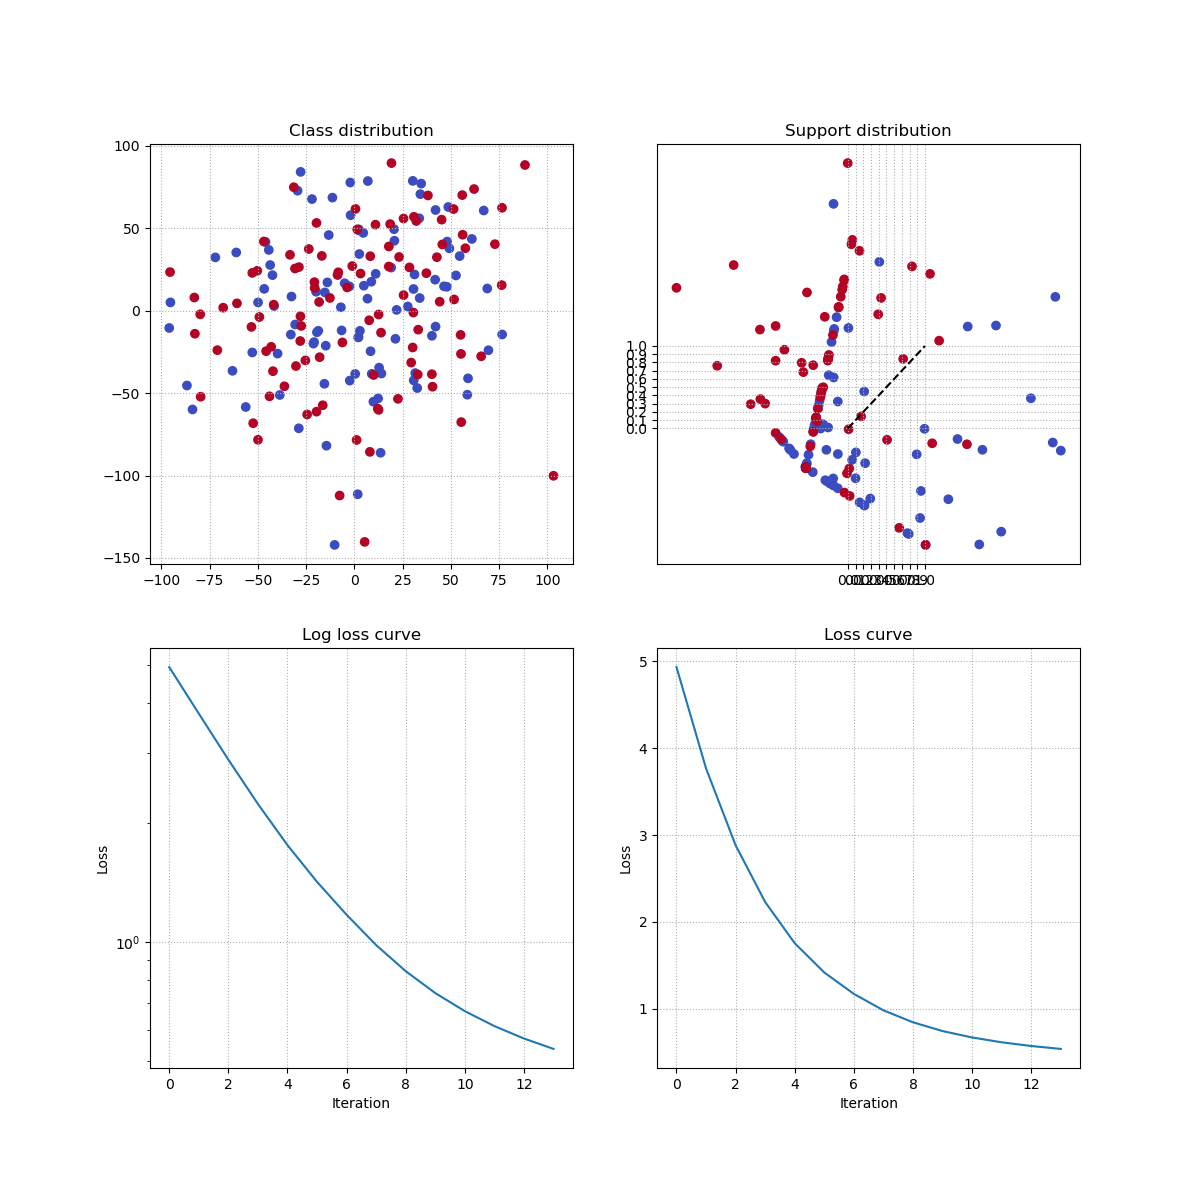 Class distribution
100
50
0
−50
−100
−150
−100 −75 −50 −25 0 25 50 75 100
Support distribution
1.0
0.9
0.8
0.7
0.6
0.5
0.4
0.3
0.2
0.1
0.0
Log loss curve
Loss
10⁰
0 2 4 6 8 10 12
Iteration
Loss curve
Loss
5
4
3
2
1
0 2 4 6 8 10 12
Iteration